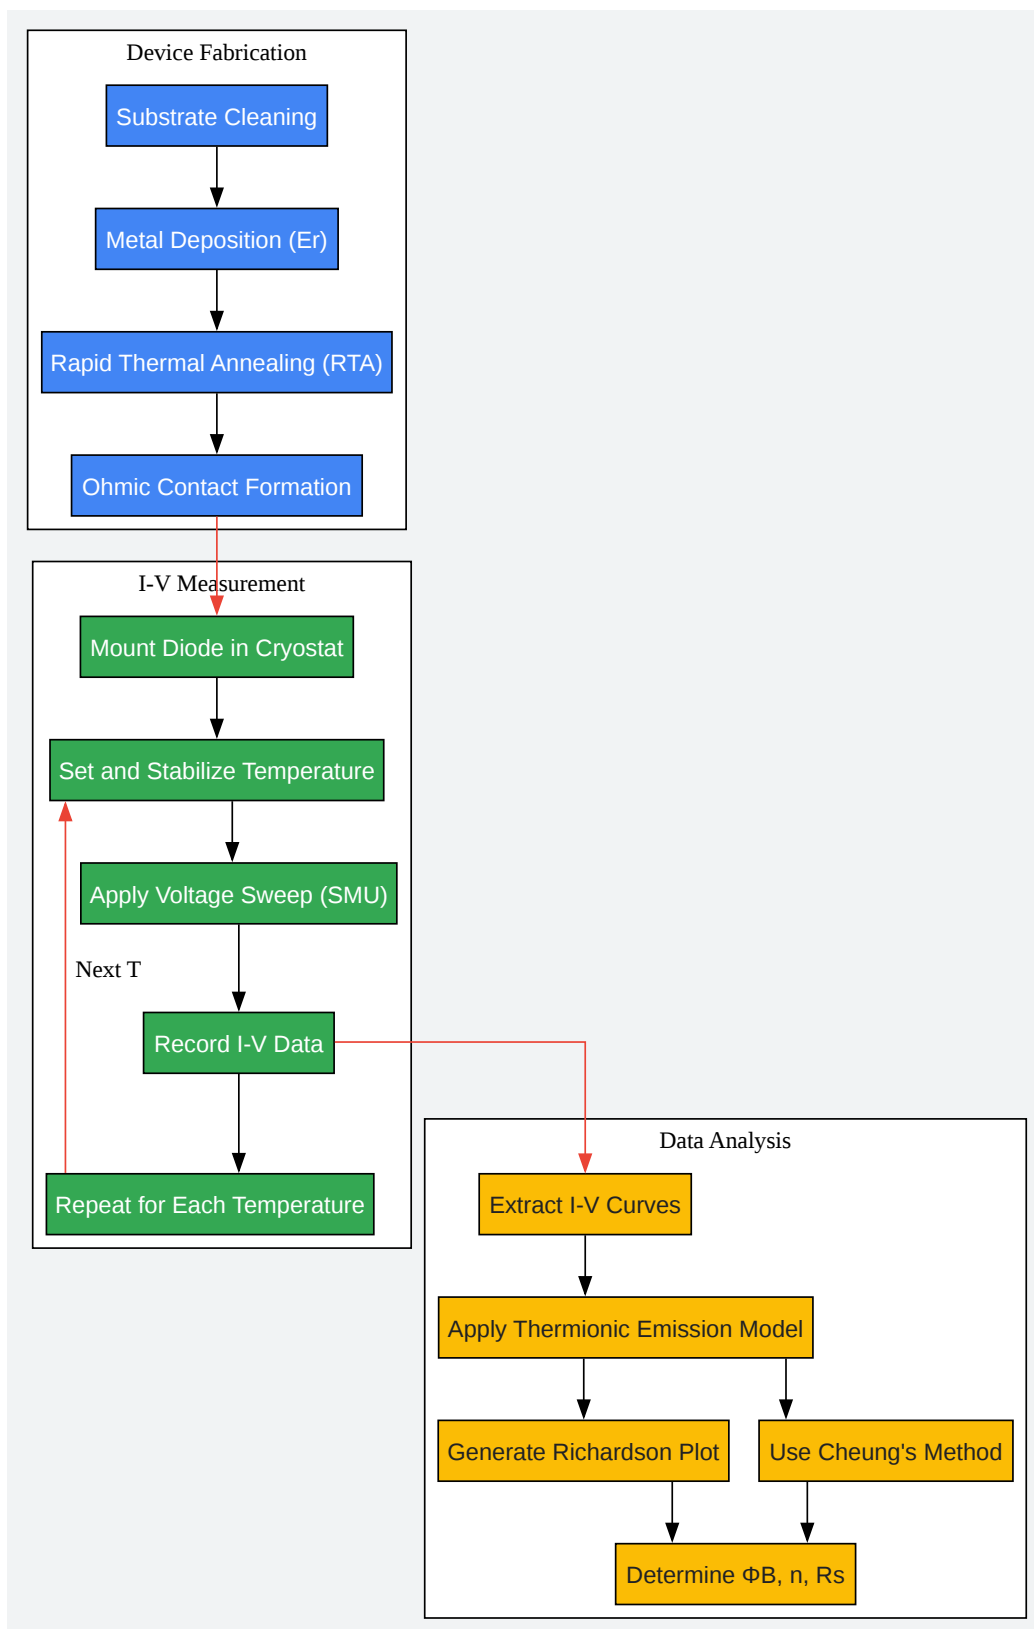 Device Fabrication
Substrate Cleaning
Metal Deposition (Er)
Rapid Thermal Annealing (RTA)
Ohmic Contact Formation
I-V Measurement
Mount Diode in Cryostat
Set and Stabilize Temperature
Apply Voltage Sweep (SMU)
Next T
Record I-V Data
Repeat for Each Temperature
Data Analysis
Extract I-V Curves
Apply Thermionic Emission Model
Generate Richardson Plot
Use Cheung's Method
Determine ΦB, n, Rs